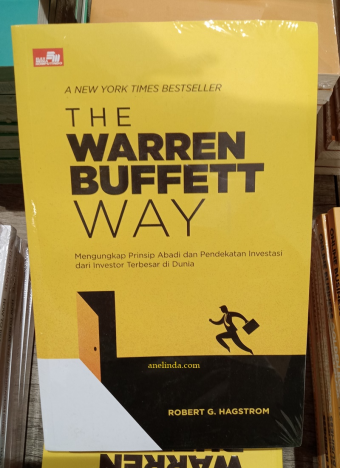 A NEW YORK TIMES BESTSELLER
THE
WARREN
BUFFETT
WAY
Mengungkap Prinsip Abadi dan Pendekatan Investasi
dari Investor Terbesar di Dunia
anelinda.com
ROBERT G. HAGSTROM
WARREN